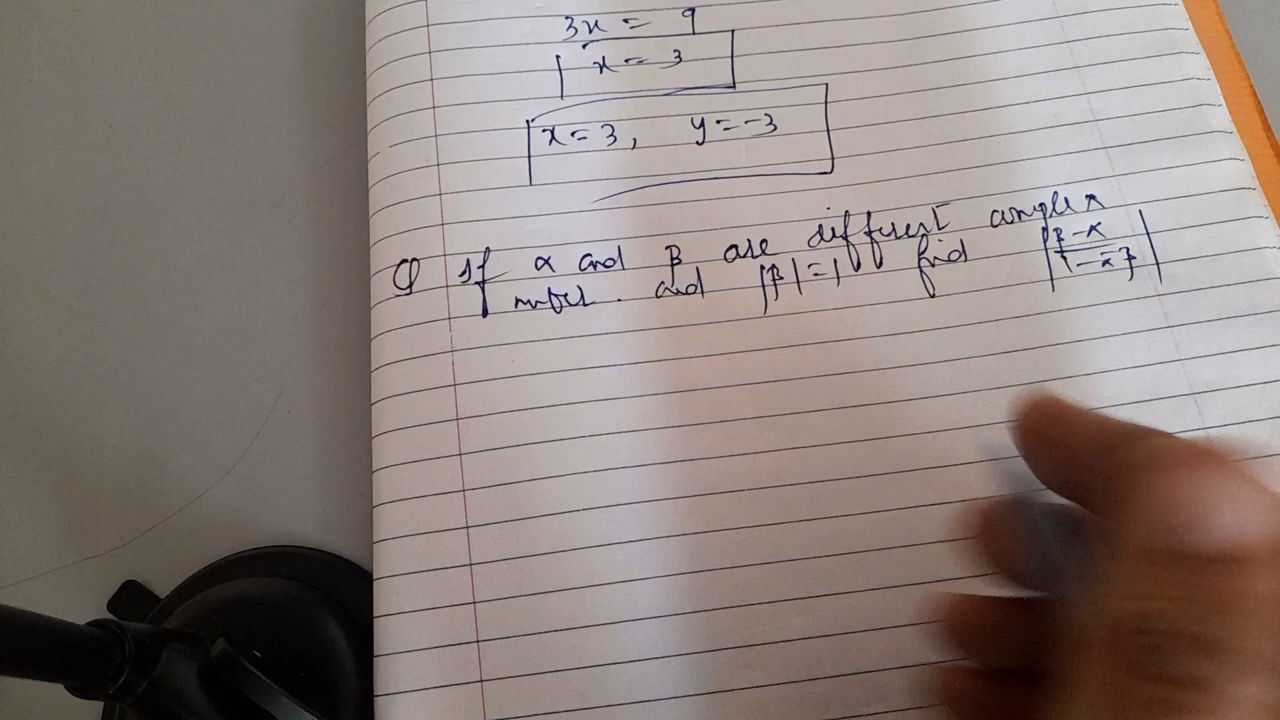 3x = 9
x = 3
x = 3, y = -3
Q If α and β are different complex
number. and |β| = 1 find |β-α / 1-ᾱβ|